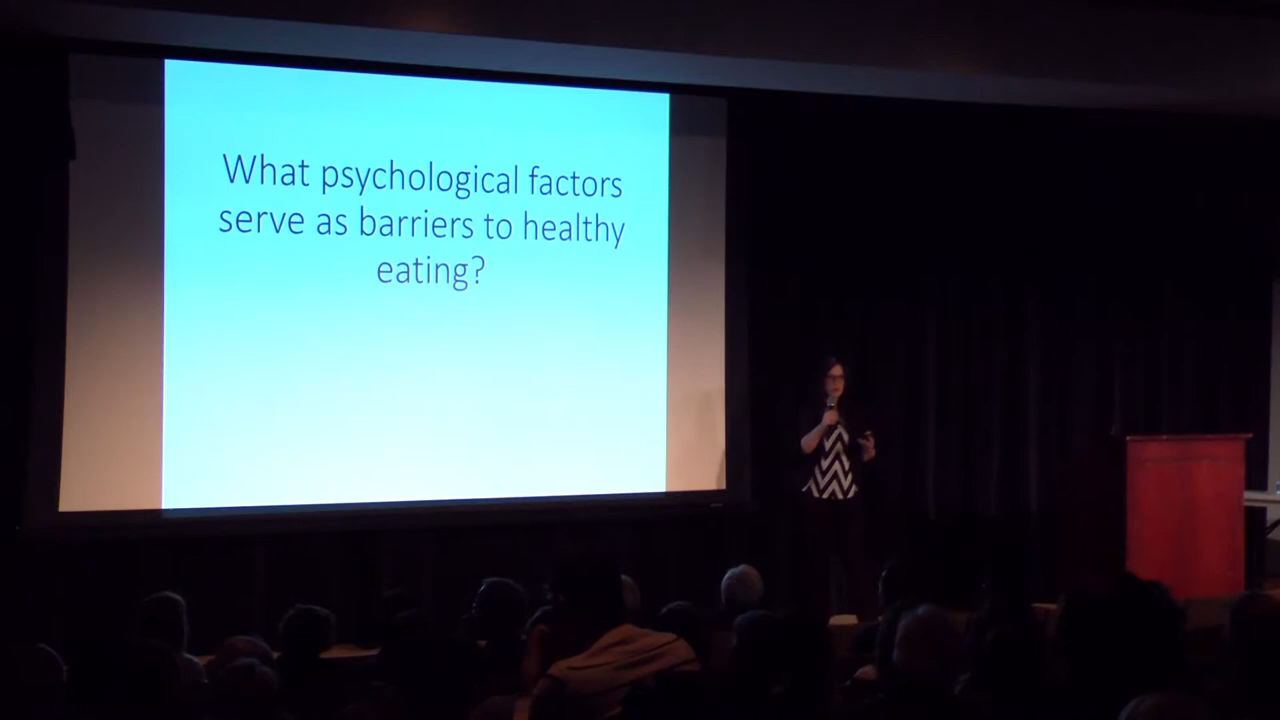 What psychological factors
serve as barriers to healthy
eating?